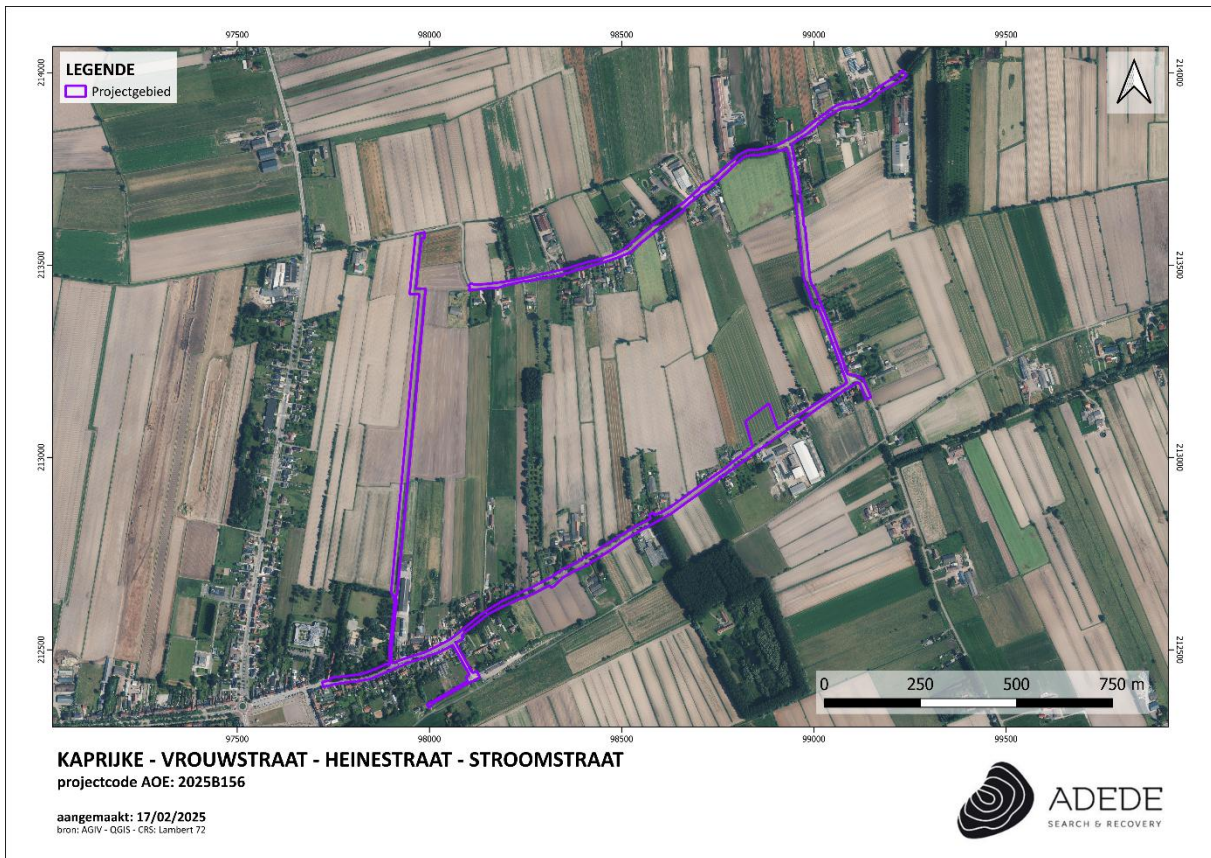 97500 98000 98500 99000 99500
214000 214000
LEGENDE
Projectgebied
213500 213500
213000 213000
212500 212500
0 250 500 750 m
97500 98000 98500 99000 99500
KAPRIJKE - VROUWSTRAAT - HEINESTRAAT - STROOMSTRAAT
projectcode AOE: 2025B156
aangemaakt: 17/02/2025
bron: AGIV - QGIS - CRS: Lambert 72
ADEDE
SEARCH & RECOVERY